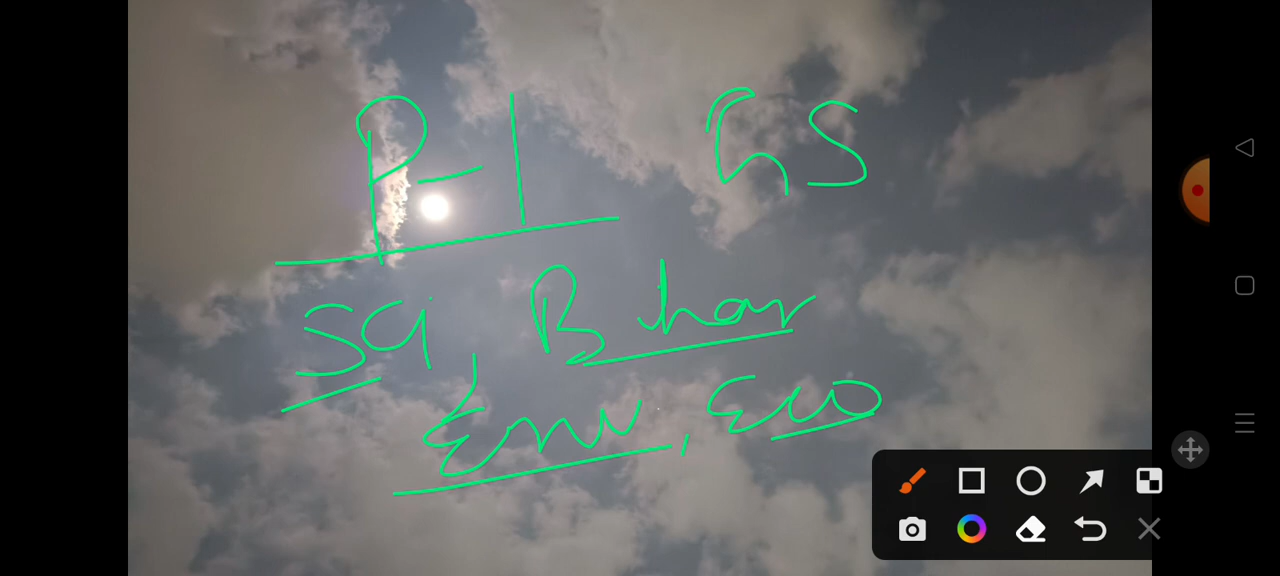 P-1 GS
Sci, Bihar
Env, Eco